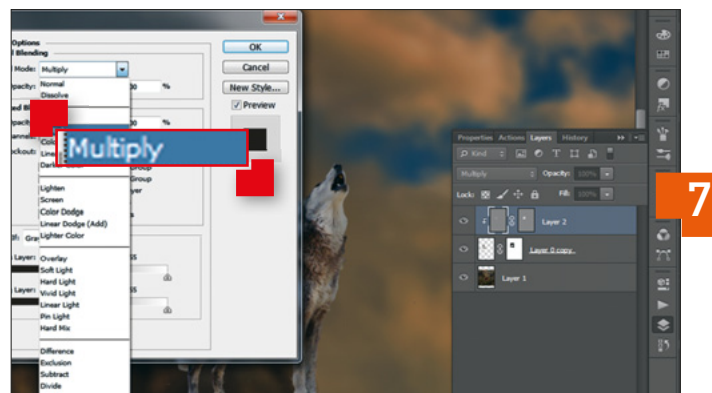 Options
Blending
Mode: Multiply
OK
Cancel
New Style...
Preview
Normal
Dissolve
%
%
Multiply
Lighten
Screen
Color Dodge
Linear Dodge (Add)
Lighter Color
Group
Group
Overlay
Soft Light
Hard Light
Vivid Light
Linear Light
Pin Light
Hard Mix
Difference
Exclusion
Subtract
Divide
Properties Actions Layers History
Kind
Multiply Opacity: 100%
Lock: Fill: 100%
Layer 2
Layer 0 copy
Layer 1
7